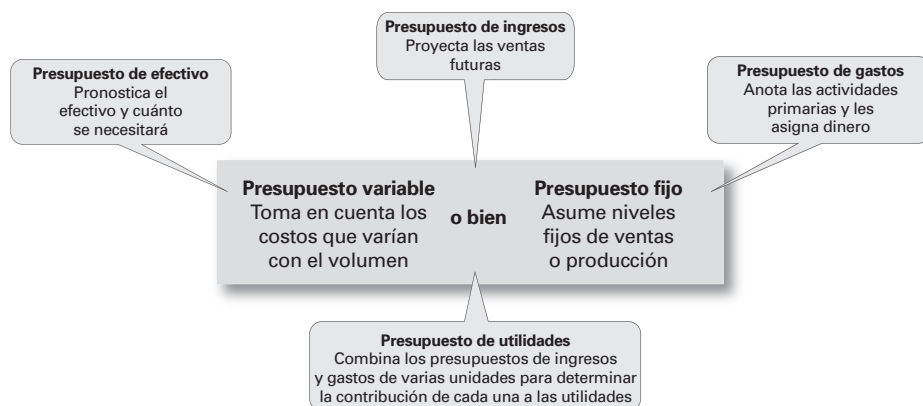 Presupuesto de ingresos
Proyecta las ventas
futuras
Presupuesto de efectivo
Pronostica el
efectivo y cuánto
se necesitará
Presupuesto de gastos
Anota las actividades
primarias y les
asigna dinero
Presupuesto variable
Toma en cuenta los
costos que varían
con el volumen
o bien
Presupuesto fijo
Asume niveles
fijos de ventas
o producción
Presupuesto de utilidades
Combina los presupuestos de ingresos
y gastos de varias unidades para determinar
la contribución de cada una a las utilidades